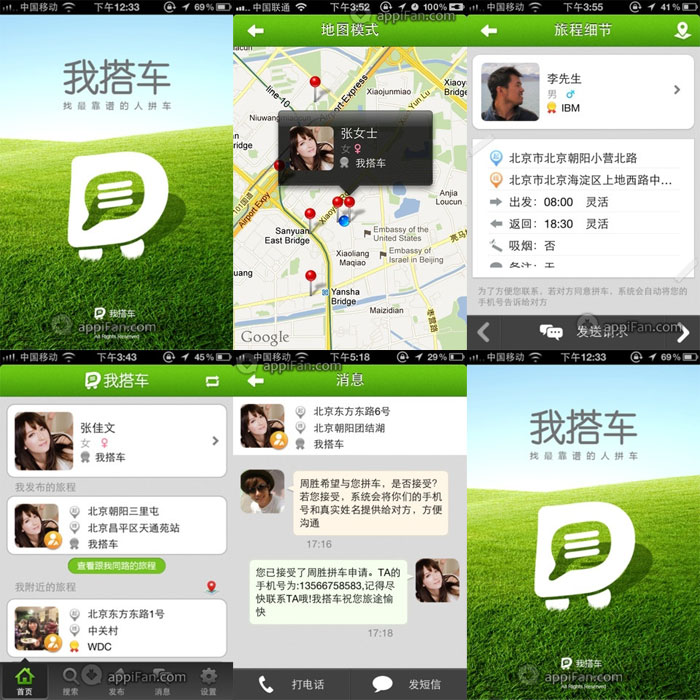 中国移动 下午12:33 69%
我搭车
找最靠谱的人拼车
我搭车
appiFan.com
All Rights Reserved
中国联通 下午3:52 100%
appiFan.com
地图模式
line-10
Xiaojunmiao
Airport Express
Niuwangmiaocun
张女士
女
我搭车
101国道
Airport Expy
Sanyuan
East Bridge
Anjia
Loucun
Embassy of the
United States
Embassy of
Israel in Beijing
Xiaoliang
Maqiao
Yansha
Bridge
Maizidian
Google
中国移动 下午3:55 41%
旅程细节
李先生
男
IBM
北京市北京朝阳小营北路
北京市北京海淀区上地西路中...
出发：08:00 灵活
返回：18:30 灵活
吸烟：否
备注：无
为了方便您联系，若对方同意拼车，系统会自动将您的
手机号告诉给对方
发送请求
appiFan.com
中国移动 下午3:43 45%
我搭车
张佳文
女
我搭车
我发布的旅程
北京朝阳三里屯
北京昌平区天通苑站
我搭车
查看跟我同路的旅程
我附近的旅程
北京东方东路1号
中关村
WDC
首页 搜索 发布 消息 设置
appiFan.com
中国移动 下午5:18 29%
appiFan.com
消息
北京东方东路6号
北京朝阳团结湖
我搭车
周胜希望与您拼车，是否接受？
若您接受，系统会将你们的手机
号和真实姓名提供给对方，方便
沟通
17:16
您已接受了周胜拼车申请。TA的
手机号为:13566758583,记得尽
快联系TA哦!我搭车祝您旅途愉
快
17:18
打电话 发短信
中国移动 下午12:33 69%
我搭车
找最靠谱的人拼车
我搭车
appiFan.com
All Rights Reserved